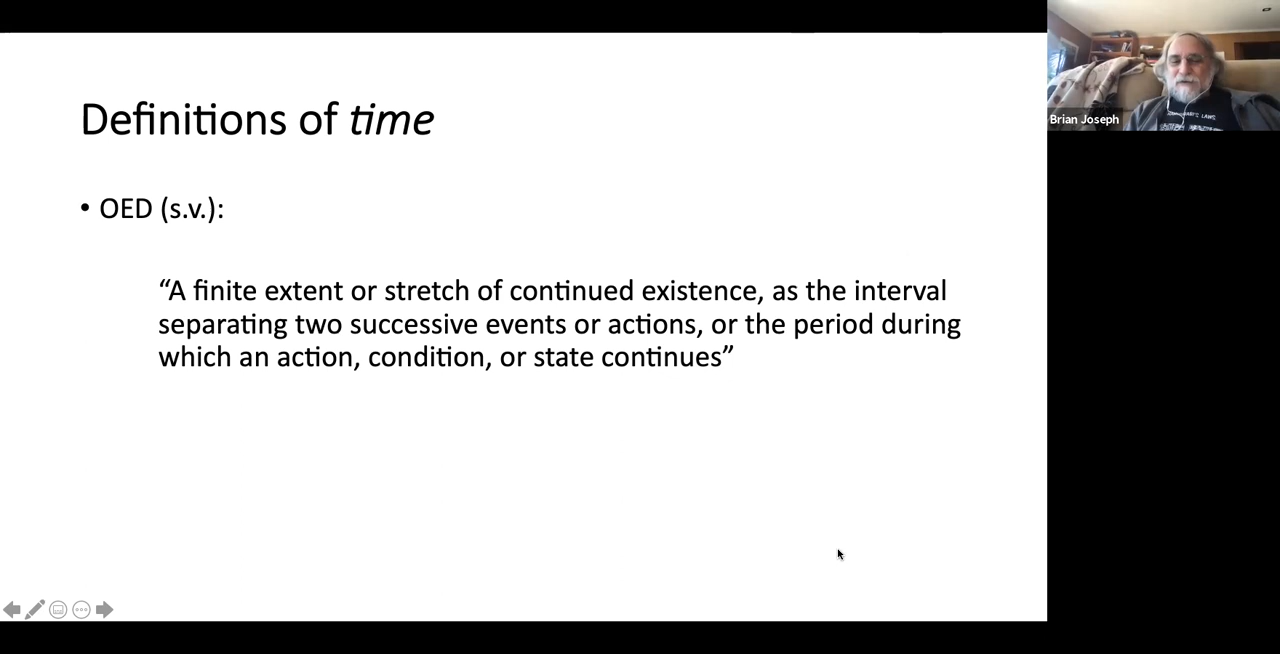 Definitions of time
• OED (s.v.):
“A finite extent or stretch of continued existence, as the interval
separating two successive events or actions, or the period during
which an action, condition, or state continues”
Brian Joseph
LAWS